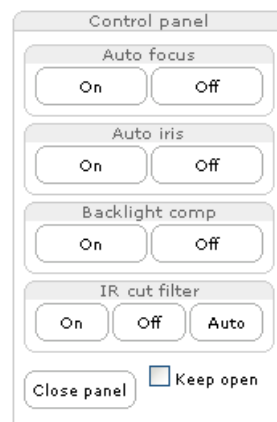 Control panel
Auto focus
On Off
Auto iris
On Off
Backlight comp
On Off
IR cut filter
On Off Auto
Close panel Keep open